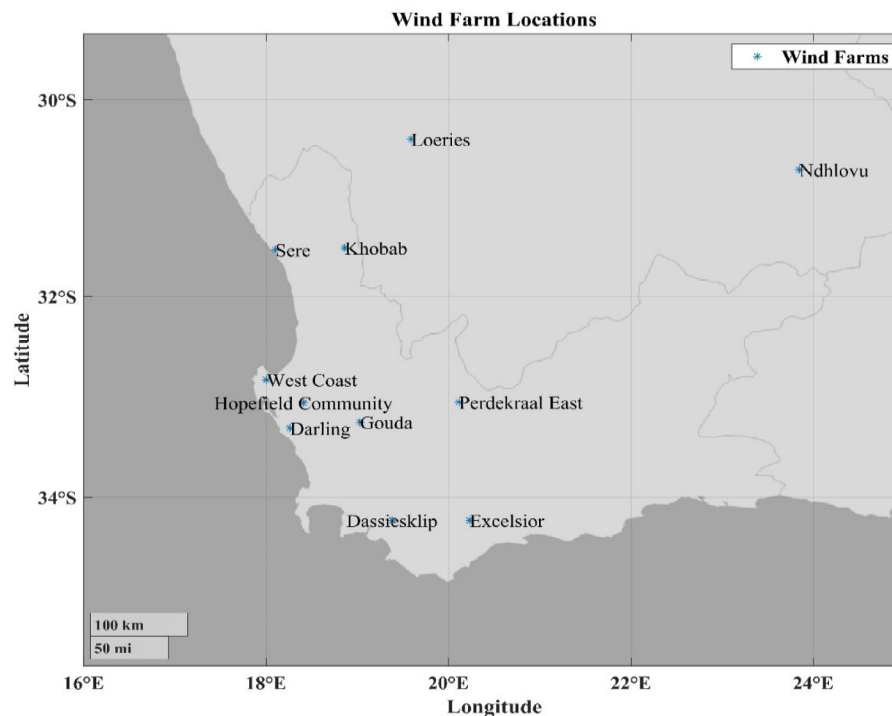 Wind Farm Locations
Wind Farms
30°S
Loeries
Ndhlovu
Sere
Khobab
32°S
Latitude
West Coast
Hopefield Community
Perdekraal East
Darling
Gouda
34°S
Dassiesklip
Excelsior
100 km
50 mi
16°E
18°E
20°E
22°E
24°E
Longitude